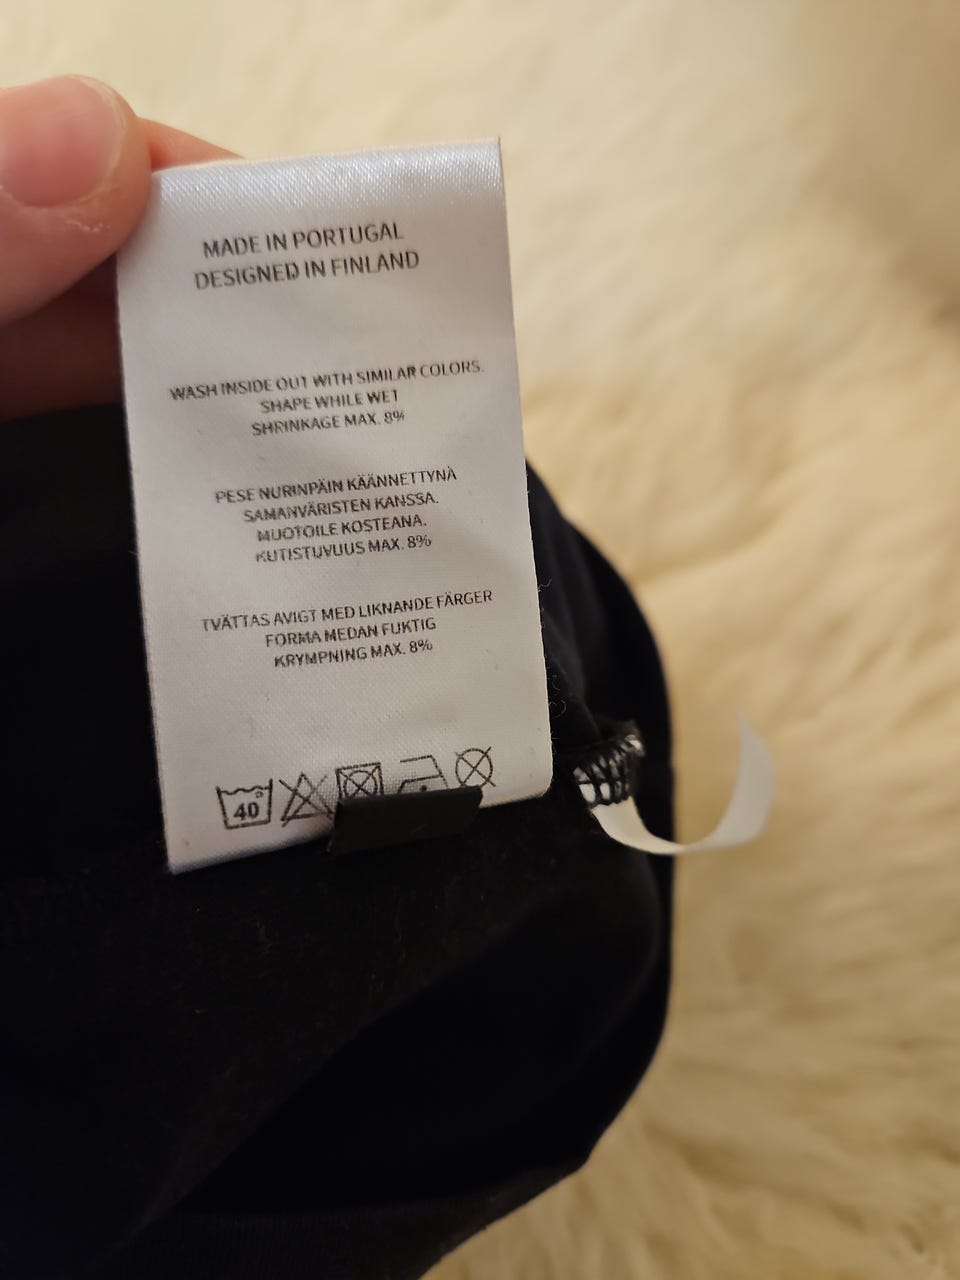 MADE IN PORTUGAL
DESIGNED IN FINLAND
WASH INSIDE OUT WITH SIMILAR COLORS.
SHAPE WHILE WET
SHRINKAGE MAX. 8%
PESE NURINPÄIN KÄÄNNETTYNÄ
SAMANVÄRISTEN KANSSA.
MUOTOILE KOSTEANA.
KUTISTUVUUS MAX. 8%
TVÄTTAS AVIGT MED LIKNANDE FÄRGER
FORMA MEDAN FUKTIG
KRYMPNING MAX. 8%
40°